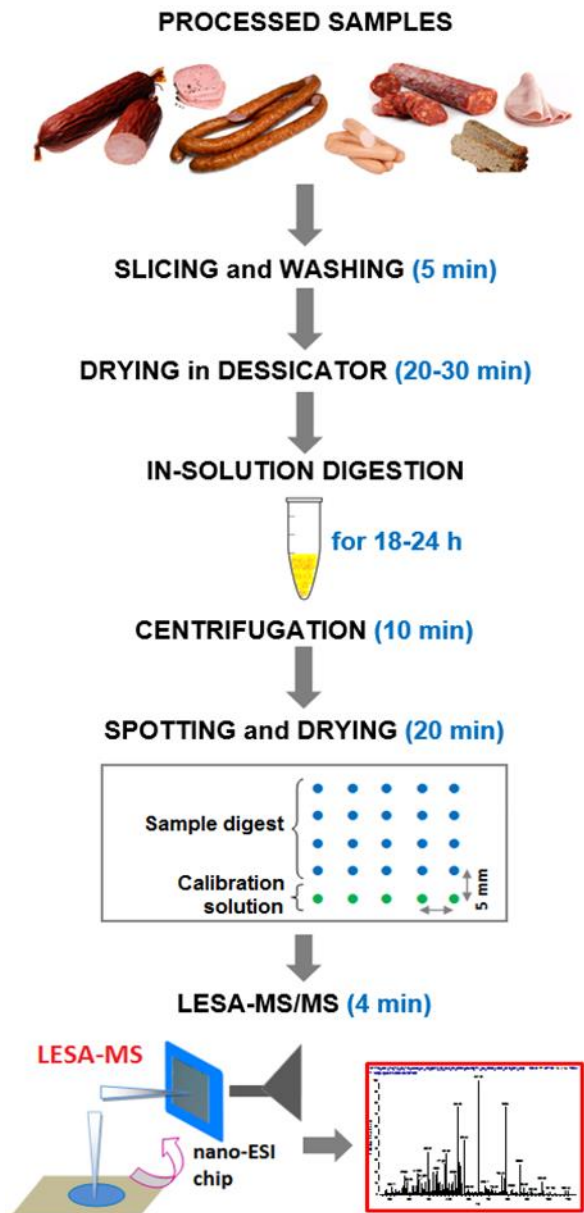 PROCESSED SAMPLES
SLICING and WASHING (5 min)
DRYING in DESSICATOR (20-30 min)
IN-SOLUTION DIGESTION
for 18-24 h
CENTRIFUGATION (10 min)
SPOTTING and DRYING (20 min)
Sample digest
Calibration
solution
5 mm
LESA-MS/MS (4 min)
LESA-MS
nano-ESI
chip